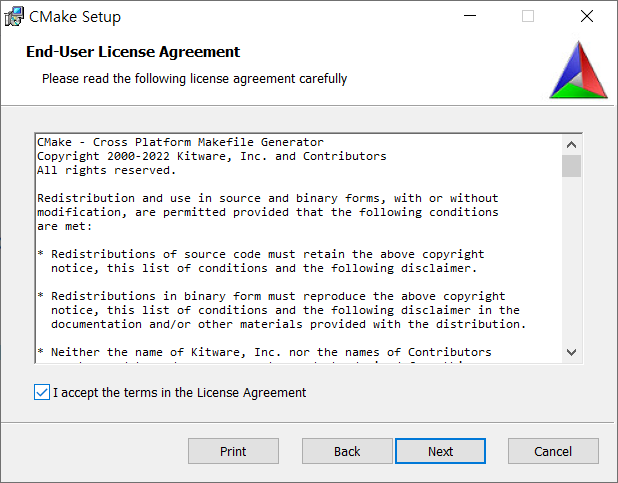 CMake Setup
End-User License Agreement
Please read the following license agreement carefully
CMake - Cross Platform Makefile Generator
Copyright 2000-2022 Kitware, Inc. and Contributors
All rights reserved.
Redistribution and use in source and binary forms, with or without
modification, are permitted provided that the following conditions
are met:
* Redistributions of source code must retain the above copyright
notice, this list of conditions and the following disclaimer.
* Redistributions in binary form must reproduce the above copyright
notice, this list of conditions and the following disclaimer in the
documentation and/or other materials provided with the distribution.
* Neither the name of Kitware, Inc. nor the names of Contributors
I accept the terms in the License Agreement
Print
Back
Next
Cancel